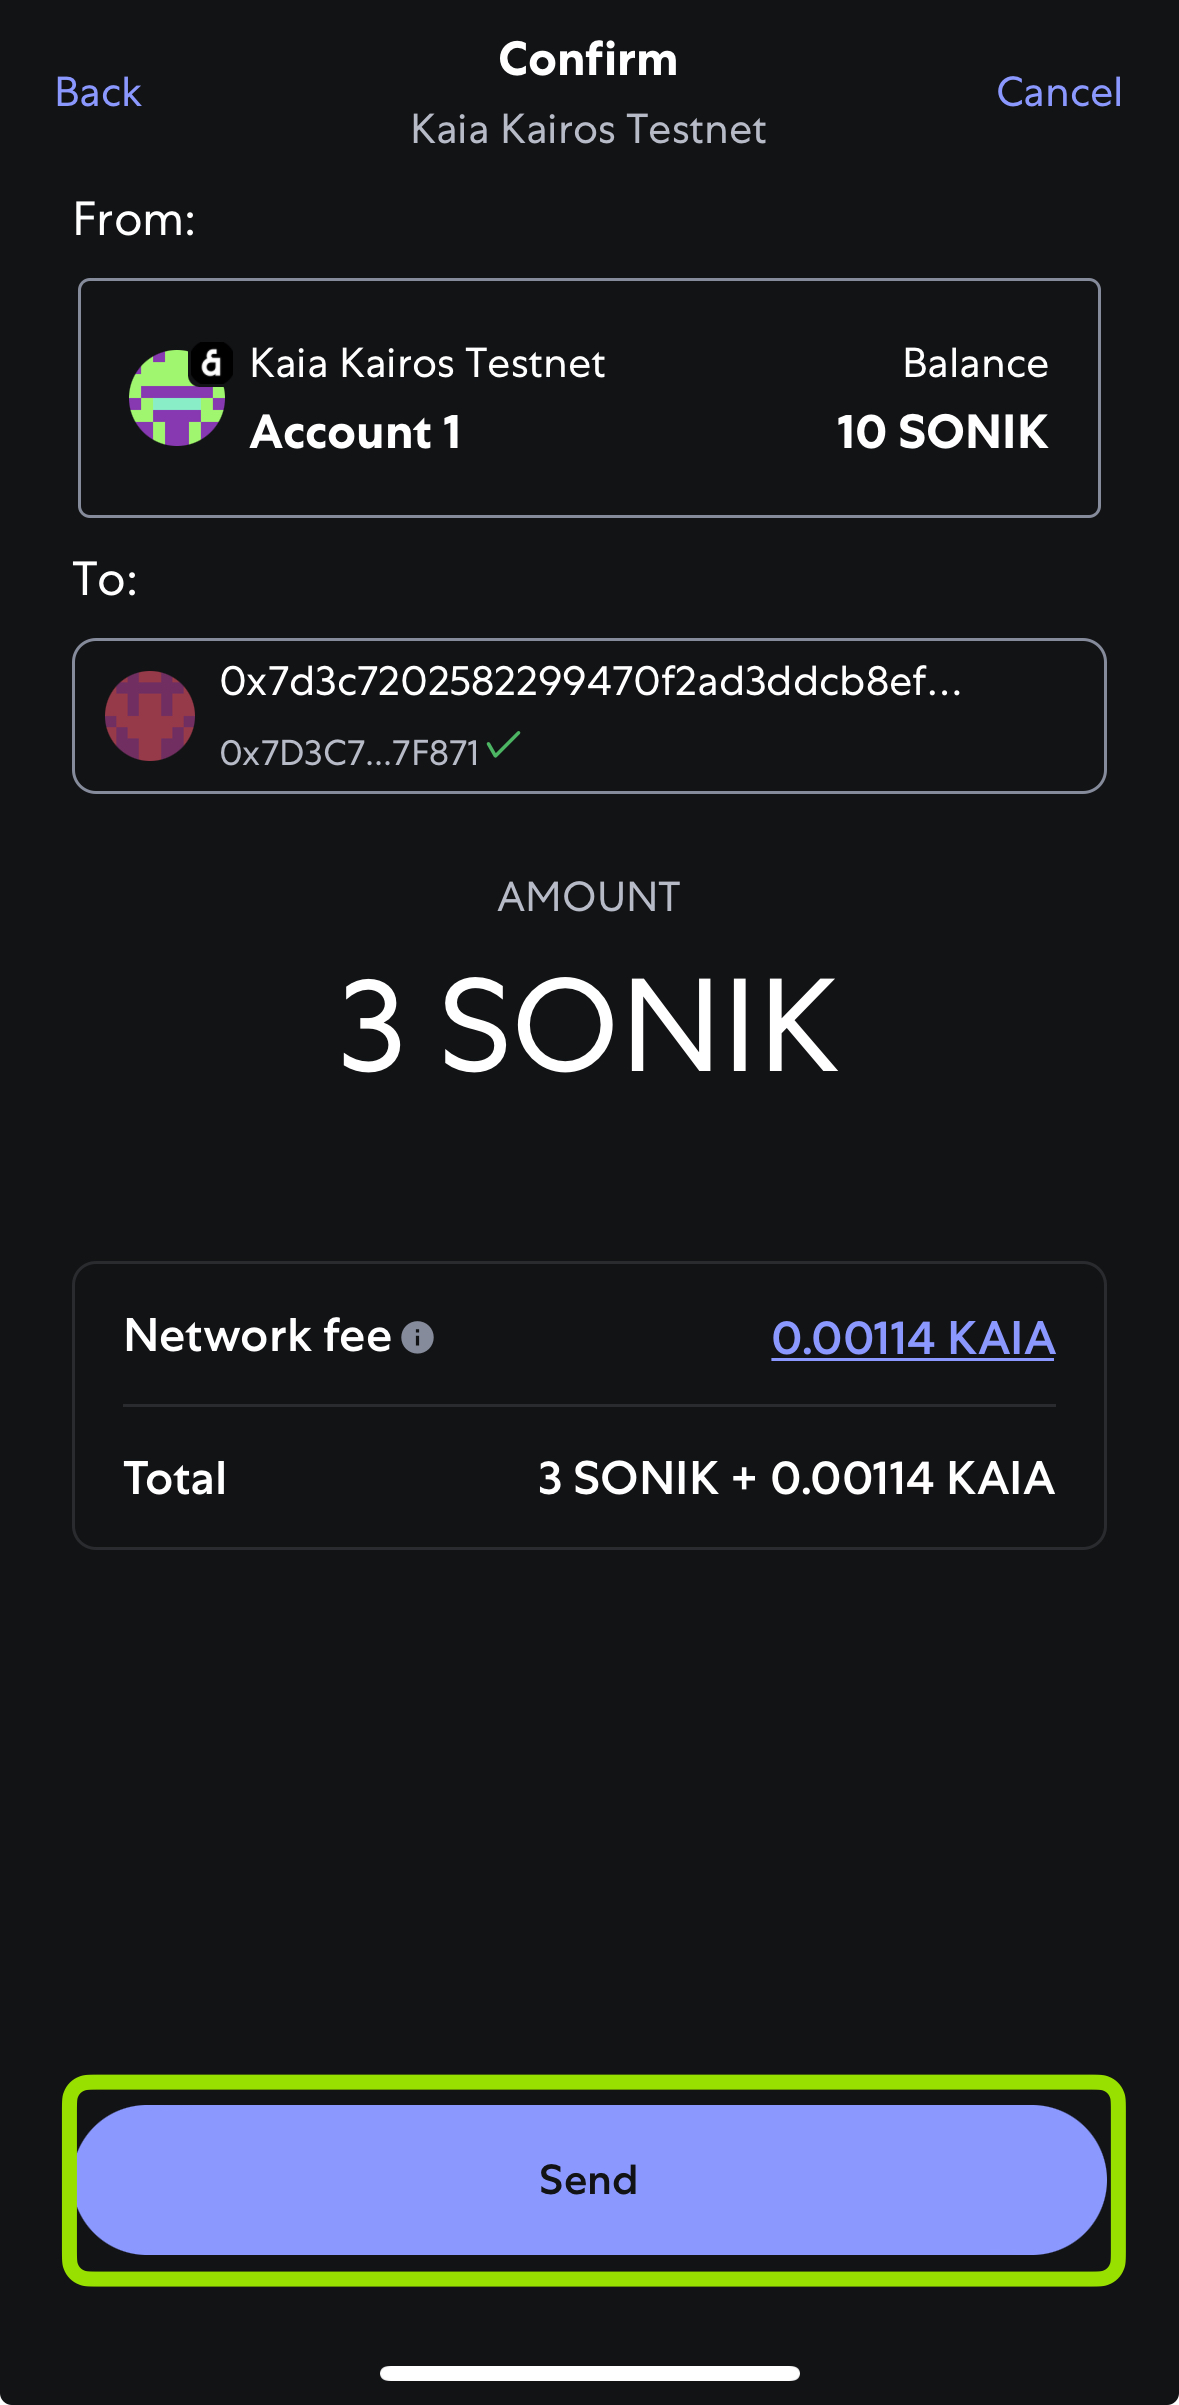 Back
Confirm
Cancel
Kaia Kairos Testnet
From:
Kaia Kairos Testnet
Balance
Account 1
10 SONIK
To:
0x7d3c7202582299470f2ad3ddcb8ef...
0x7D3C7...7F871
AMOUNT
3 SONIK
Network fee
0.00114 KAIA
Total
3 SONIK + 0.00114 KAIA
Send